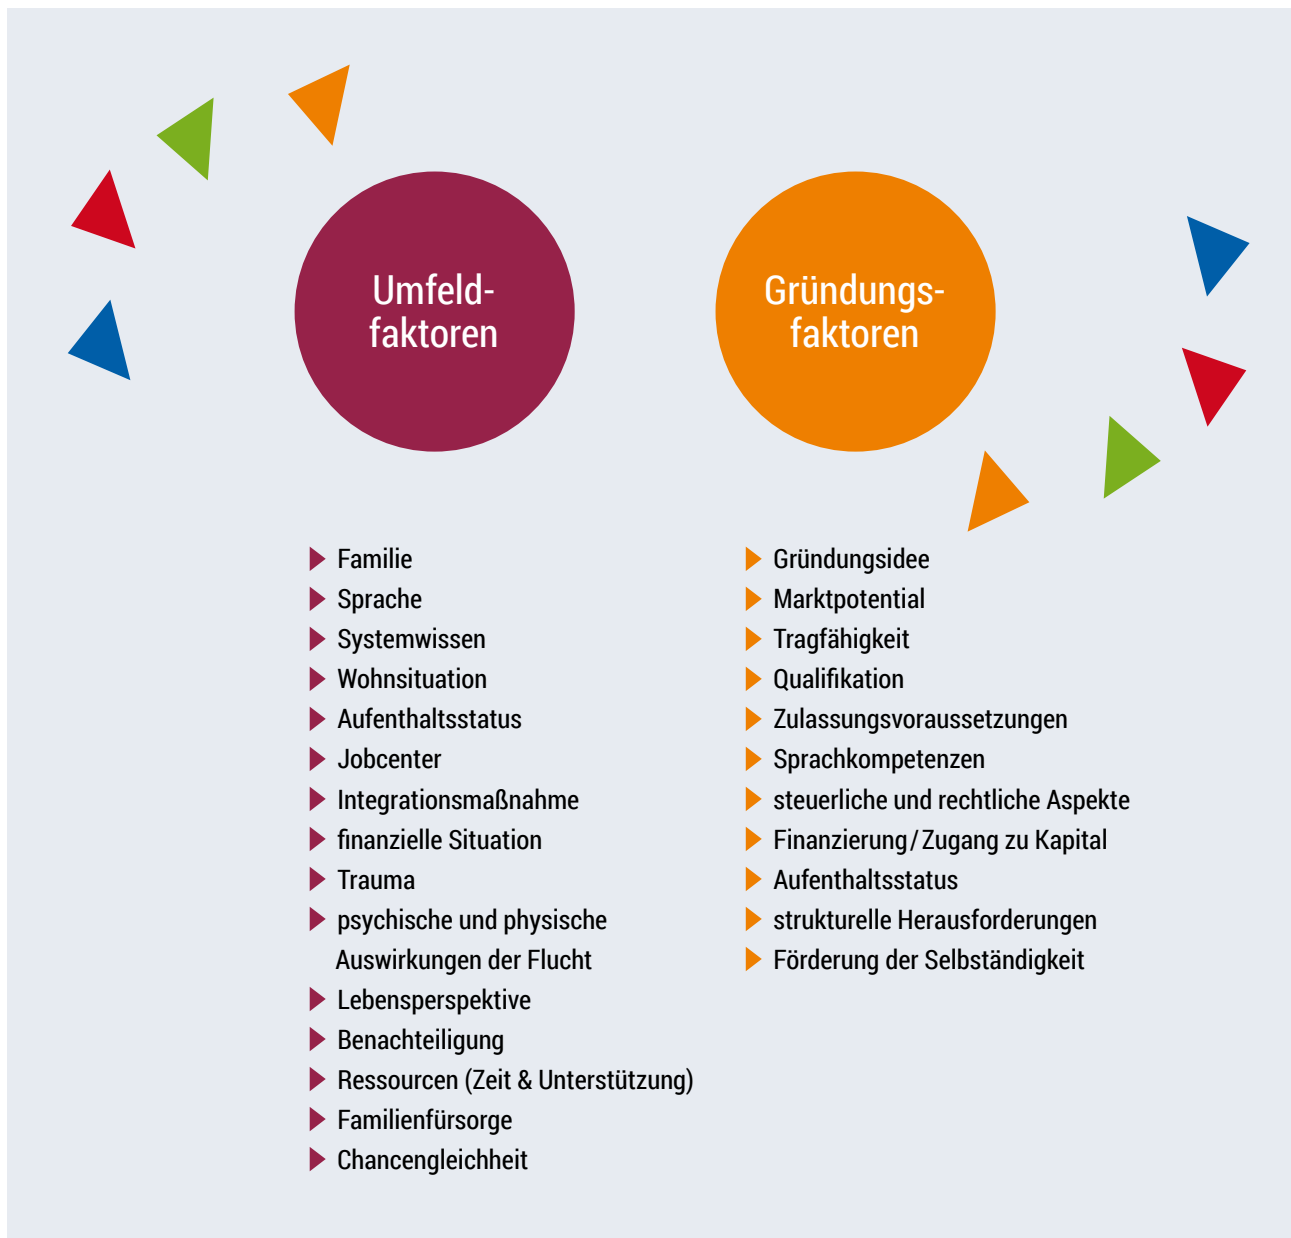 Umfeld-
faktoren
Gründungs-
faktoren
Familie
Sprache
Systemwissen
Wohnsituation
Aufenthaltsstatus
Jobcenter
Integrationsmaßnahme
finanzielle Situation
Trauma
psychische und physische
Auswirkungen der Flucht
Lebensperspektive
Benachteiligung
Ressourcen (Zeit & Unterstützung)
Familienfürsorge
Chancengleichheit
Gründungsidee
Marktpotential
Tragfähigkeit
Qualifikation
Zulassungsvoraussetzungen
Sprachkompetenzen
steuerliche und rechtliche Aspekte
Finanzierung/Zugang zu Kapital
Aufenthaltsstatus
strukturelle Herausforderungen
Förderung der Selbständigkeit